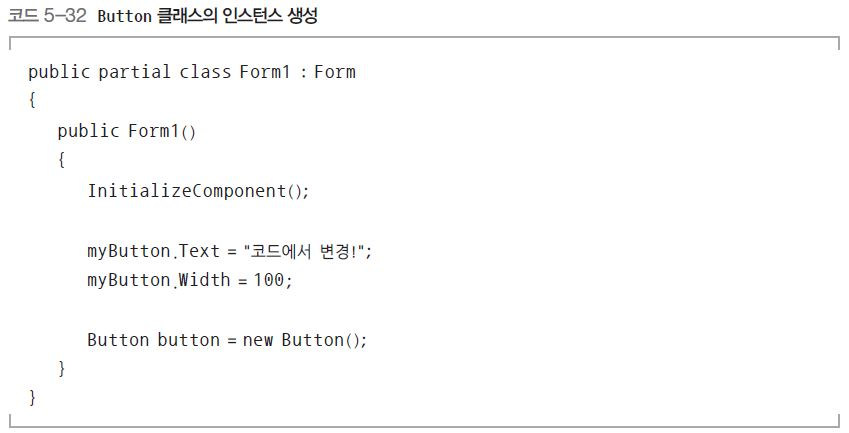 코드 5-32 Button 클래스의 인스턴스 생성
public partial class Form1 : Form
{
public Form1()
{
InitializeComponent();
myButton.Text = "코드에서 변경!";
myButton.Width = 100;
Button button = new Button();
}
}